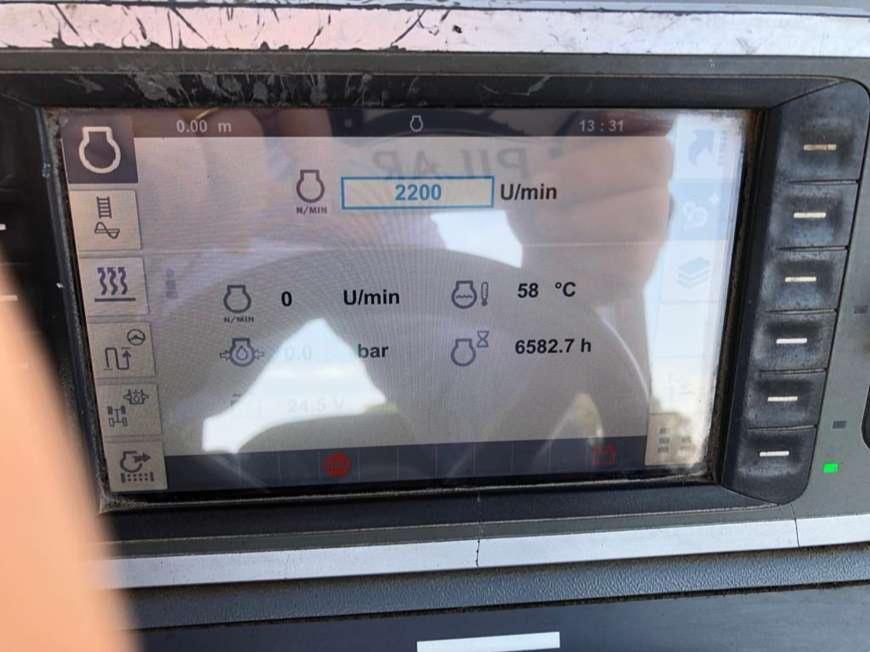 0.00 m
13 : 31
2200 U/min
N/MIN
0 U/min
58 °C
N/MIN
0.0 bar
6582.7 h
24.5 V